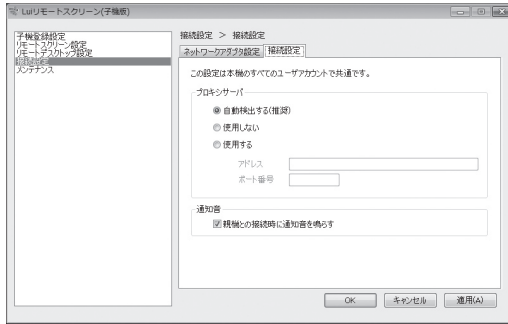 Luiリモートスクリーン(子機版)
子機登録設定
リモートスクリーン設定
リモートデスクトップ設定
接続設定
メンテナンス
接続設定 > 接続設定
ネットワークアダプタ設定 接続設定
この設定は本機のすべてのユーザアカウントで共通です。
プロキシサーバ
自動検出する(推奨)
使用しない
使用する
アドレス
ポート番号
通知音
親機との接続時に通知音を鳴らす
OK キャンセル 適用(A)